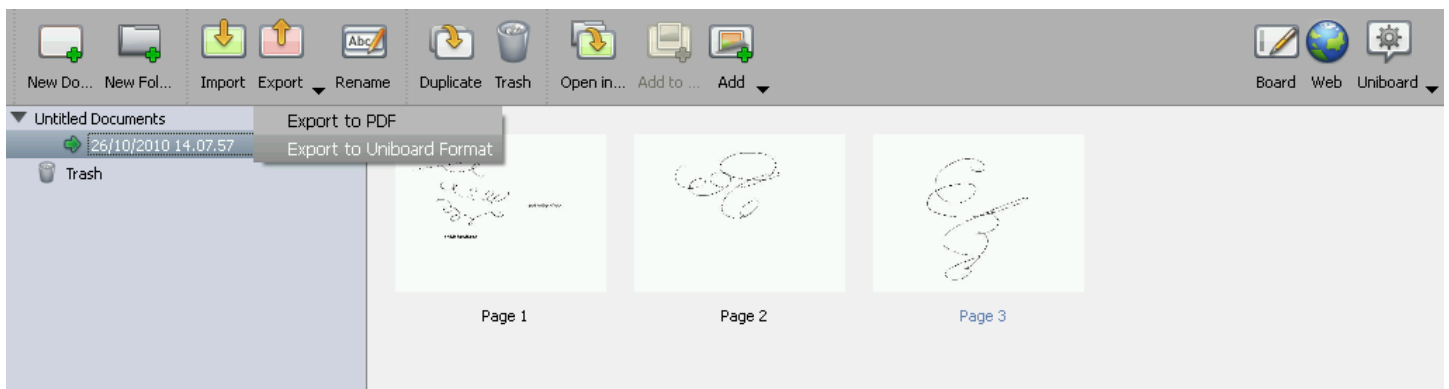 New Do... New Fol... Import Export Rename Duplicate Trash Open in... Add to ... Add Board Web Uniboard
Abc
Untitled Documents
26/10/2010 14.07.57
Trash
Export to PDF
Export to Uniboard Format
Page 1 Page 2 Page 3